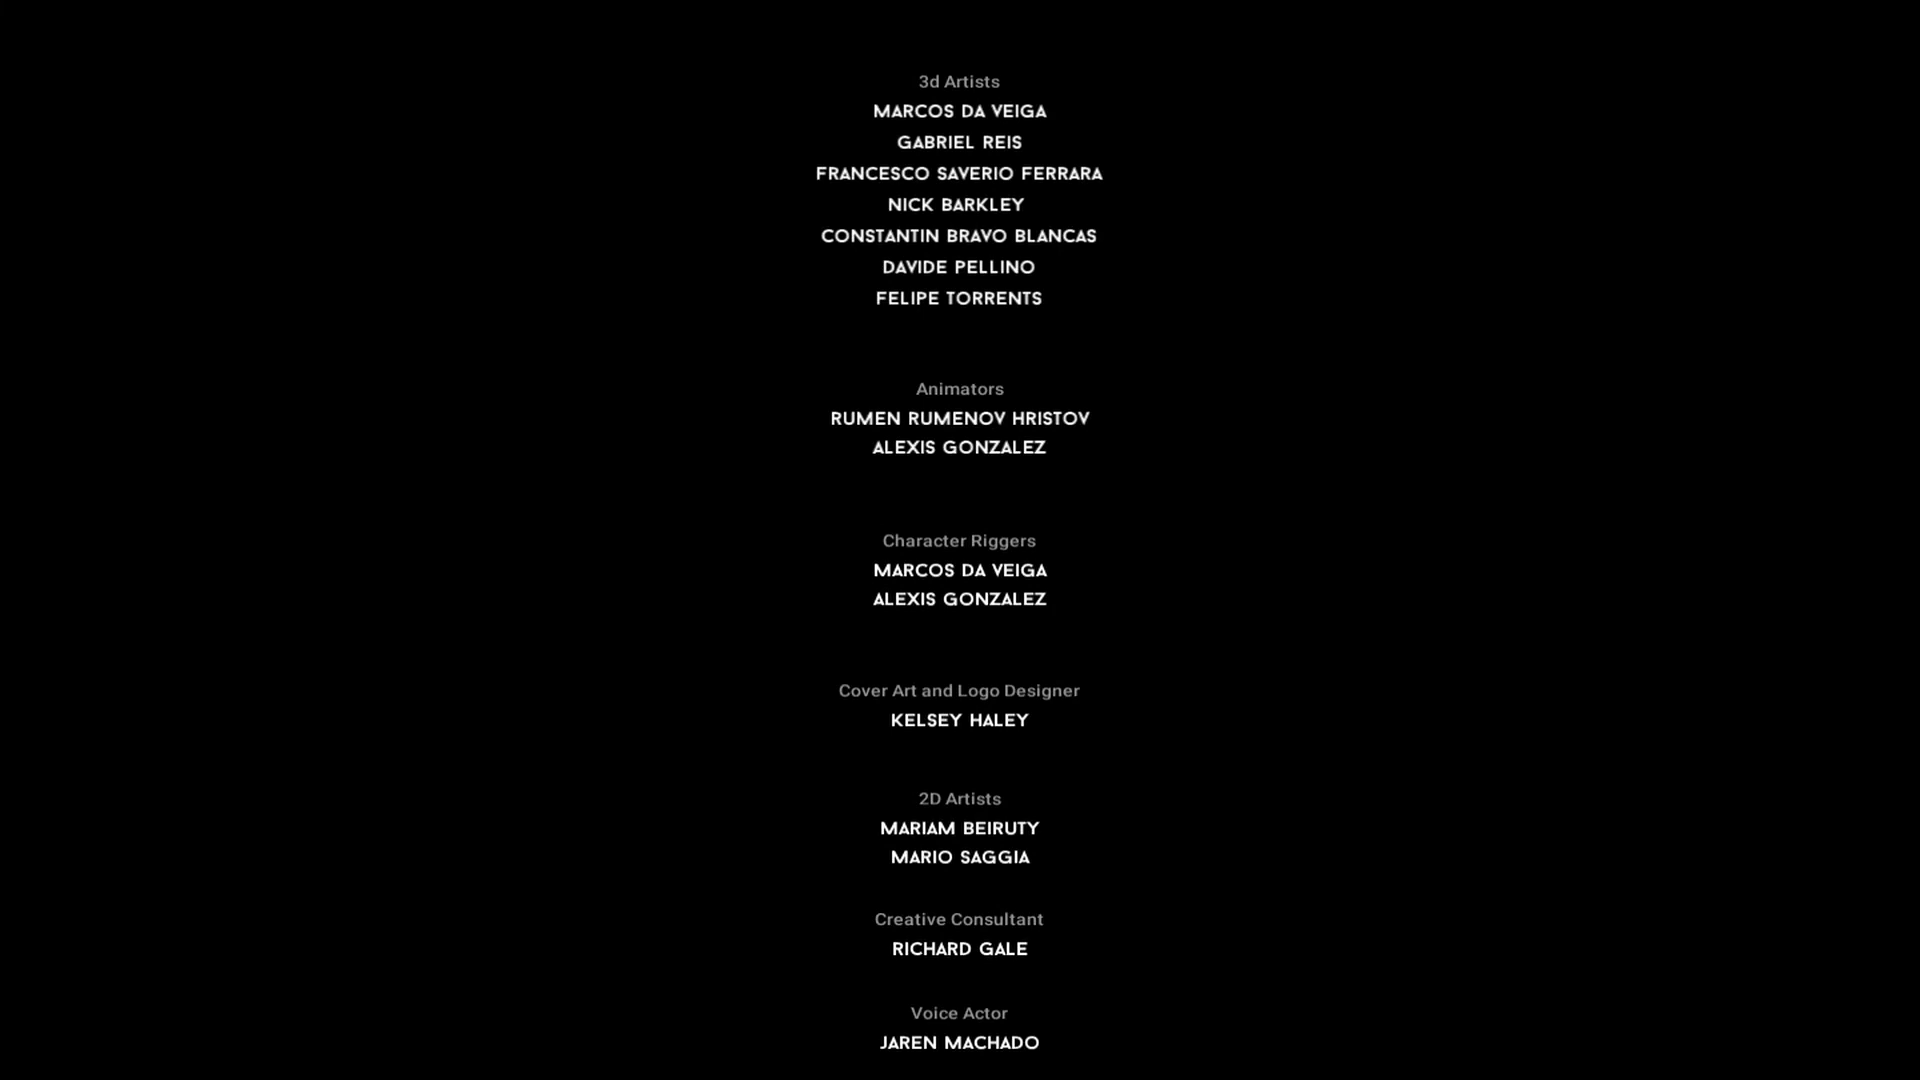 3d Artists
MARCOS DA VEIGA
GABRIEL REIS
FRANCESCO SAVERIO FERRARA
NICK BARKLEY
CONSTANTIN BRAVO BLANCAS
DAVIDE PELLINO
FELIPE TORRENTS
Animators
RUMEN RUMENOV HRISTOV
ALEXIS GONZALEZ
Character Riggers
MARCOS DA VEIGA
ALEXIS GONZALEZ
Cover Art and Logo Designer
KELSEY HALEY
2D Artists
MARIAM BEIRUTY
MARIO SAGGIA
Creative Consultant
RICHARD GALE
Voice Actor
JAREN MACHADO